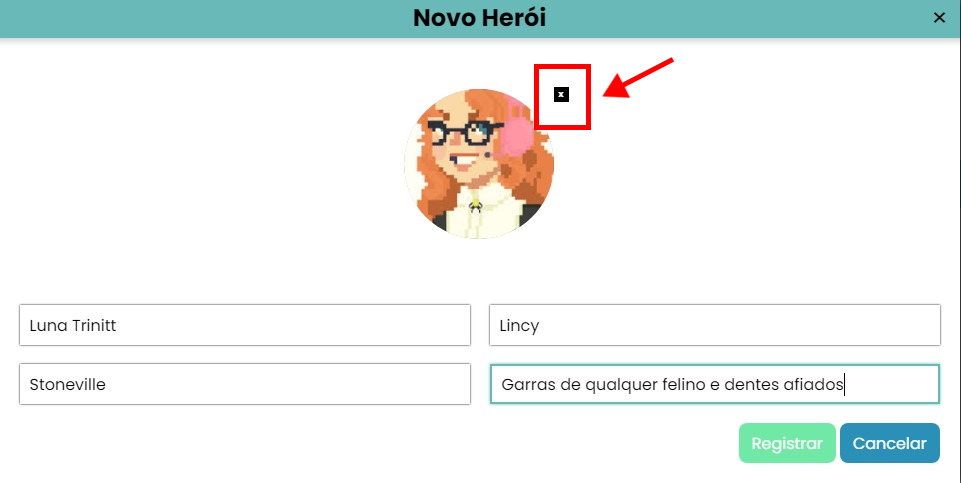 Novo Herói ×
x
Luna Trinitt
Lincy
Stoneville
Garras de qualquer felino e dentes afiados
Registrar
Cancelar